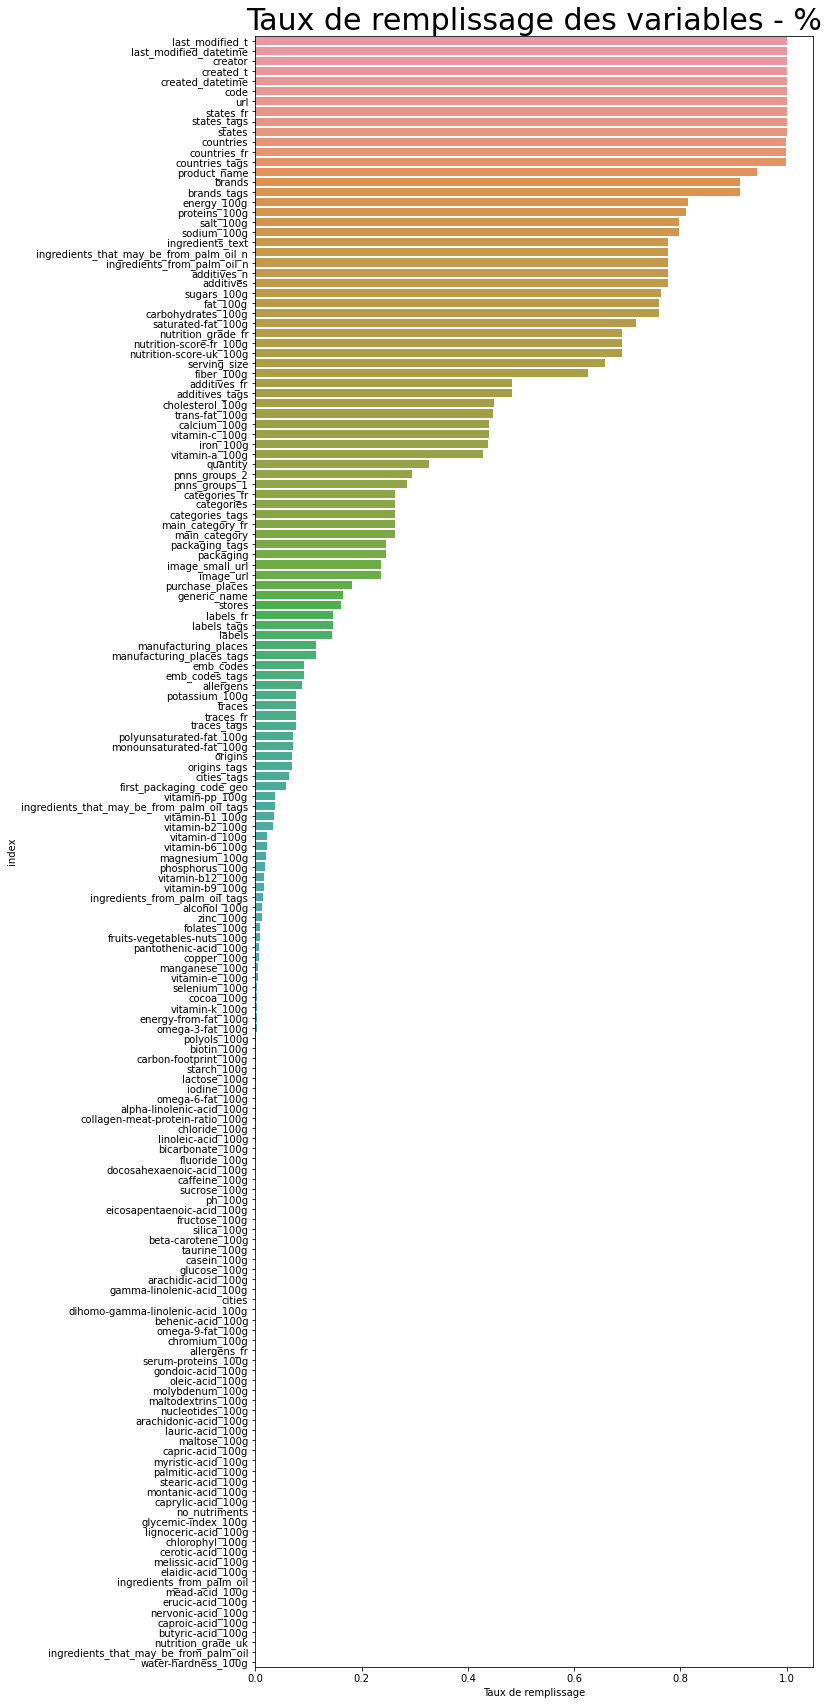 Taux de remplissage des variables - %
last_modified_t
last_modified_datetime
creator
created_t
created_datetime
code
url
states_fr
states_tags
states
countries
countries_fr
countries_tags
product_name
brands
brands_tags
energy_100g
proteins_100g
salt_100g
sodium_100g
ingredients_text
ingredients_that_may_be_from_palm_oil_n
ingredients_from_palm_oil_n
additives_n
additives
sugars_100g
fat_100g
carbohydrates_100g
saturated-fat_100g
nutrition_grade_fr
nutrition-score-fr_100g
nutrition-score-uk_100g
serving_size
fiber_100g
additives_fr
additives_tags
cholesterol_100g
trans-fat_100g
calcium_100g
vitamin-c_100g
iron_100g
vitamin-a_100g
quantity
pnns_groups_2
pnns_groups_1
categories_fr
categories
categories_tags
main_category_fr
main_category
packaging_tags
packaging
image_small_url
image_url
purchase_places
generic_name
stores
labels_fr
labels_tags
labels
manufacturing_places
manufacturing_places_tags
emb_codes
emb_codes_tags
allergens
potassium_100g
traces
traces_fr
traces_tags
polyunsaturated-fat_100g
monounsaturated-fat_100g
origins
origins_tags
cities_tags
first_packaging_code_geo
vitamin-pp_100g
ingredients_that_may_be_from_palm_oil_tags
vitamin-b1_100g
vitamin-b2_100g
vitamin-d_100g
vitamin-b6_100g
index
magnesium_100g
phosphorus_100g
vitamin-b12_100g
vitamin-b9_100g
ingredients_from_palm_oil_tags
alcohol_100g
zinc_100g
folates_100g
fruits-vegetables-nuts_100g
pantothenic-acid_100g
copper_100g
manganese_100g
vitamin-e_100g
selenium_100g
cocoa_100g
vitamin-k_100g
energy-from-fat_100g
omega-3-fat_100g
polyols_100g
biotin_100g
carbon-footprint_100g
starch_100g
lactose_100g
iodine_100g
omega-6-fat_100g
alpha-linolenic-acid_100g
collagen-meat-protein-ratio_100g
chloride_100g
linoleic-acid_100g
bicarbonate_100g
fluoride_100g
docosahexaenoic-acid_100g
caffeine_100g
sucrose_100g
ph_100g
eicosapentaenoic-acid_100g
fructose_100g
silica_100g
beta-carotene_100g
taurine_100g
casein_100g
glucose_100g
arachidic-acid_100g
gamma-linolenic-acid_100g
cities
dihomo-gamma-linolenic-acid_100g
behenic-acid_100g
omega-9-fat_100g
chromium_100g
allergens_fr
serum-proteins_100g
gondoic-acid_100g
oleic-acid_100g
molybdenum_100g
maltodextrins_100g
nucleotides_100g
arachidonic-acid_100g
lauric-acid_100g
maltose_100g
capric-acid_100g
myristic-acid_100g
palmitic-acid_100g
stearic-acid_100g
montanic-acid_100g
caprylic-acid_100g
no_nutriments
glycemic-index_100g
lignoceric-acid_100g
chlorophyl_100g
cerotic-acid_100g
melissic-acid_100g
elaidic-acid_100g
ingredients_from_palm_oil
mead-acid_100g
erucic-acid_100g
nervonic-acid_100g
caproic-acid_100g
butyric-acid_100g
nutrition_grade_uk
ingredients_that_may_be_from_palm_oil
water-hardness_100g
0.0 0.2 0.4 0.6 0.8 1.0
Taux de remplissage